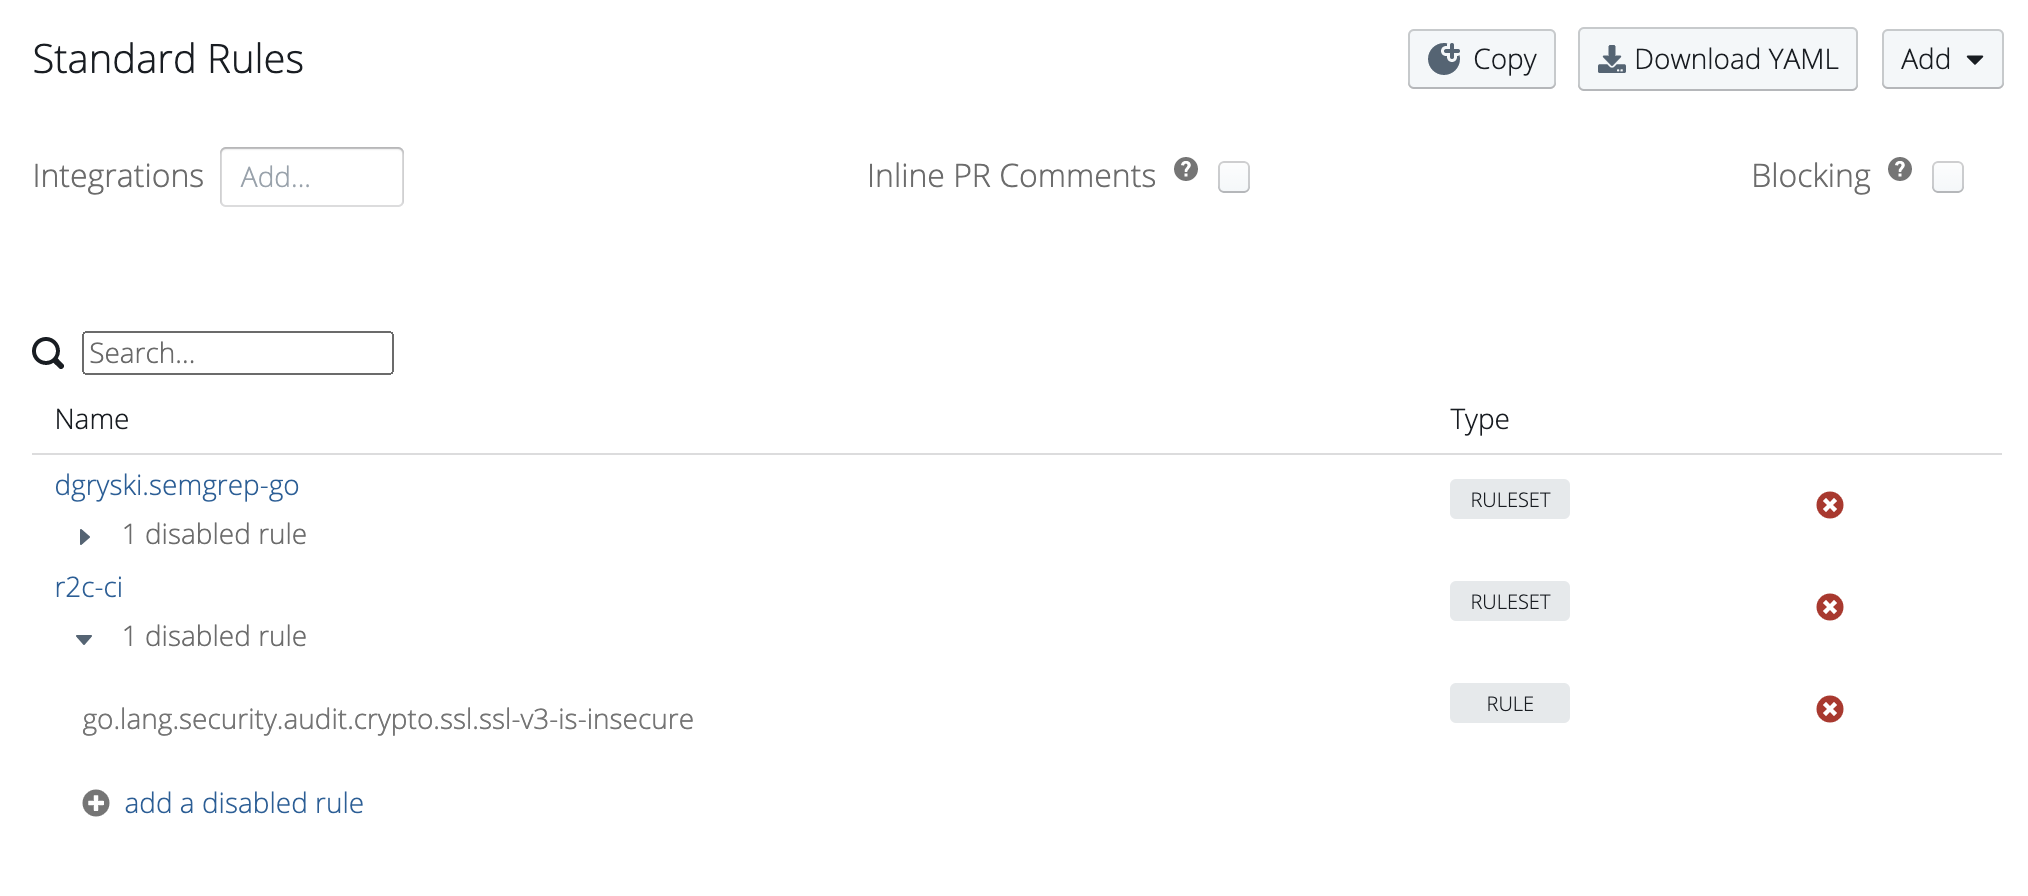 Standard Rules
Copy
Download YAML
Add
Integrations
Add...
Inline PR Comments ?
Blocking ?
Search...
Name Type
dgryski.semgrep-go RULESET
1 disabled rule
r2c-ci RULESET
1 disabled rule
go.lang.security.audit.crypto.ssl.ssl-v3-is-insecure RULE
add a disabled rule